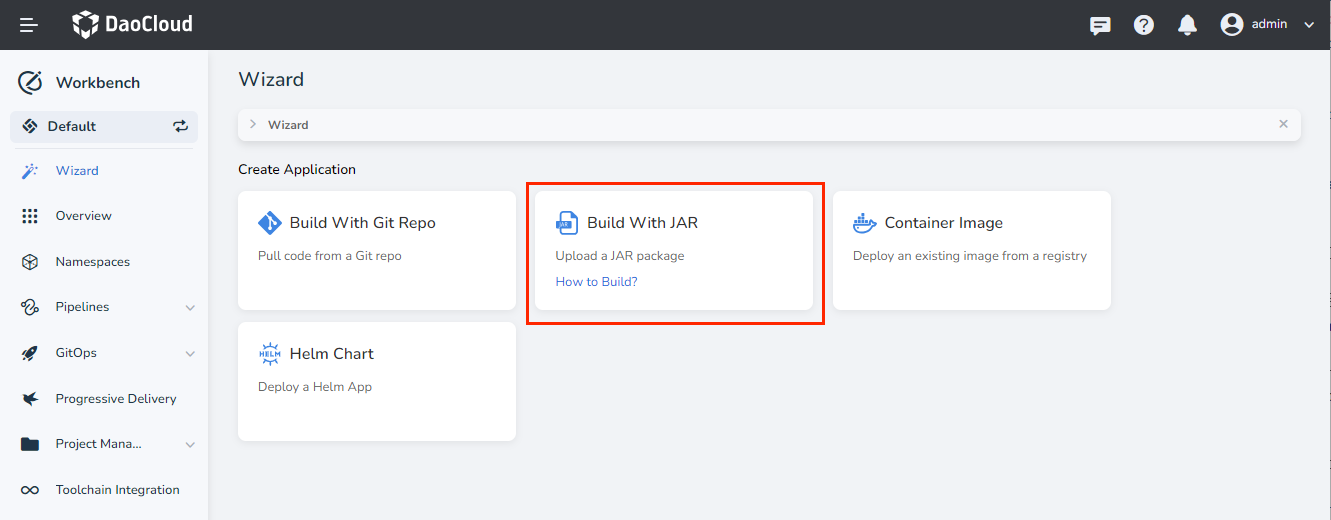 DaoCloud
admin
Workbench
Default
Wizard
Overview
Namespaces
Pipelines
GitOps
Progressive Delivery
Project Mana...
Toolchain Integration
Wizard
Wizard
Create Application
Build With Git Repo
Pull code from a Git repo
JAR
Build With JAR
Upload a JAR package
How to Build?
Container Image
Deploy an existing image from a registry
HELM
Helm Chart
Deploy a Helm App